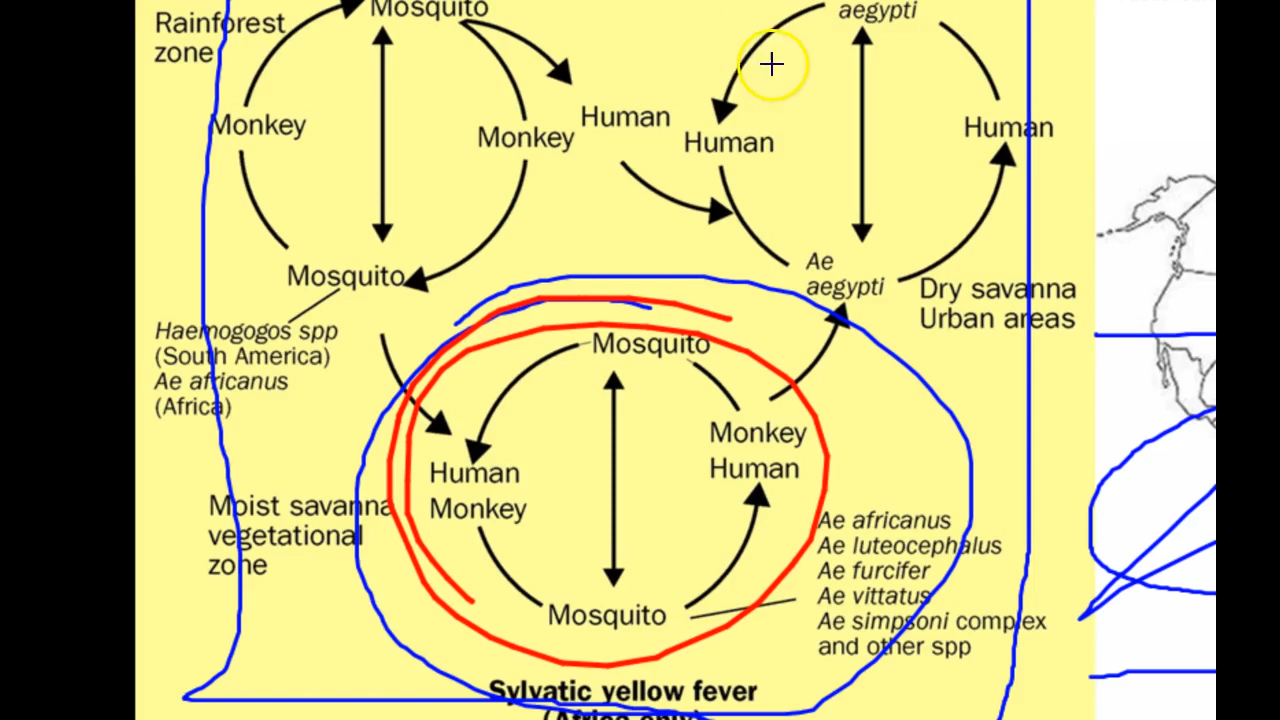 Mosquito
aegypti
Rainforest
zone
Monkey
Monkey
Human
Human
Human
Mosquito
Ae
aegypti
Dry savanna
Urban areas
Haemogogos spp
(South America)
Ae africanus
(Africa)
Mosquito
Monkey
Human
Human
Monkey
Moist savanna
vegetational
zone
Mosquito
Ae africanus
Ae luteocephalus
Ae furcifer
Ae vittatus
Ae simpsoni complex
and other spp
Sylvatic yellow fever
(Africa only)